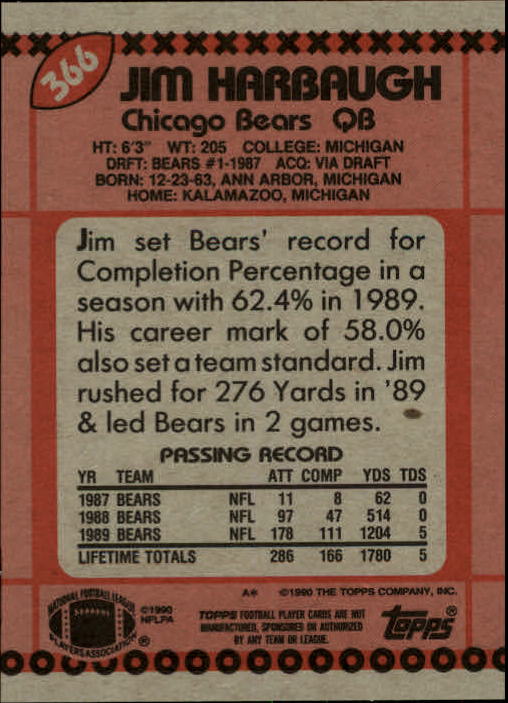 366
JIM HARBAUGH
Chicago Bears QB
HT: 6'3" WT: 205 COLLEGE: MICHIGAN
DRFT: BEARS #1-1987 ACQ: VIA DRAFT
BORN: 12-23-63, ANN ARBOR, MICHIGAN
HOME: KALAMAZOO, MICHIGAN
Jim set Bears' record for
Completion Percentage in a
season with 62.4% in 1989.
His career mark of 58.0%
also set a team standard. Jim
rushed for 276 Yards in '89
& led Bears in 2 games.
PASSING RECORD
YR TEAM ATT COMP YDS TDS
1987 BEARS NFL 11 8 62 0
1988 BEARS NFL 97 47 514 0
1989 BEARS NFL 178 111 1204 5
LIFETIME TOTALS 286 166 1780 5
A* ©1990 THE TOPPS COMPANY, INC.
NATIONAL FOOTBALL LEAGUE
PLAYERS ASSOCIATION ®
©1990
NFLPA
TOPPS FOOTBALL PLAYER CARDS ARE NOT
MANUFACTURED, SPONSORED OR AUTHORIZED
BY ANY TEAM OR LEAGUE.
topps®